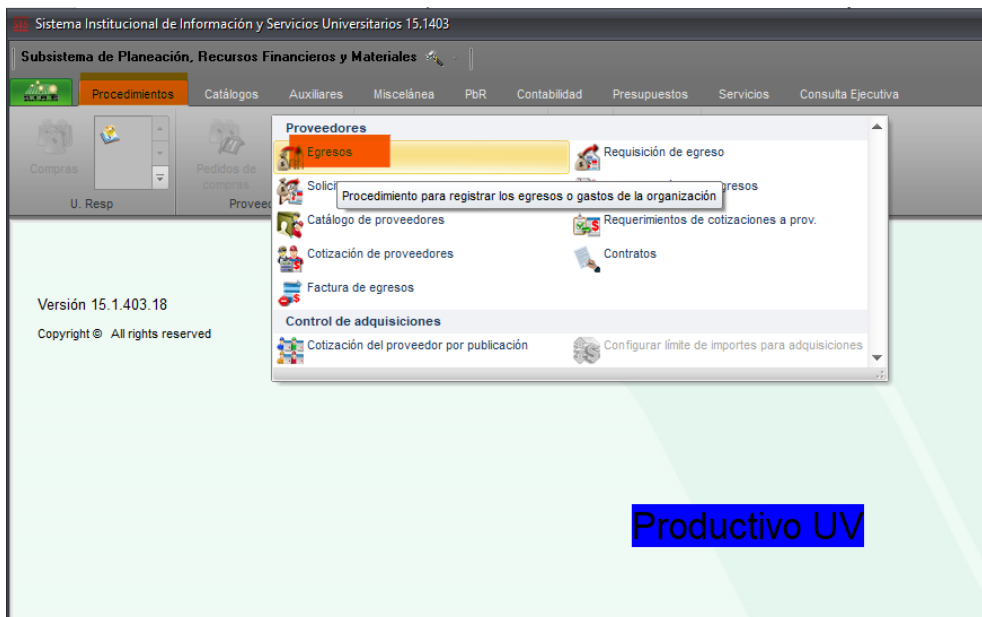 Sistema Institucional de Información y Servicios Universitarios 15.1403
Subsistema de Planeación, Recursos Financieros y Materiales
Procedimientos Catálogos Auxiliares Miscelánea PbR Contabilidad Presupuestos Servicios Consulta Ejecutiva
Compras
Pedidos de
compras
U. Resp
Proveed
Proveedores
Egresos Requisición de egreso
Solici gresos
Procedimiento para registrar los egresos o gastos de la organización
Catálogo de proveedores Requerimientos de cotizaciones a prov.
Cotización de proveedores Contratos
Factura de egresos
Control de adquisiciones
Cotización del proveedor por publicación Configurar límite de importes para adquisiciones
Versión 15.1.403.18
Copyright © All rights reserved
Productivo UV